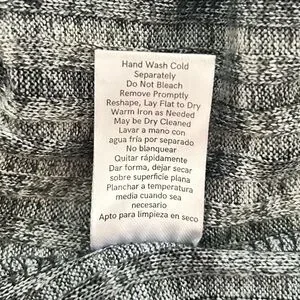 Hand Wash Cold
Separately
Do Not Bleach
Remove Promptly
Reshape, Lay Flat to Dry
Warm Iron as Needed
May be Dry Cleaned
Lavar a mano con
agua fría por separado
No blanquear
Quitar rápidamente
Dar forma, dejar secar
sobre superficie plana
Planchar a temperatura
media cuando sea
necesario
Apto para limpieza en seco